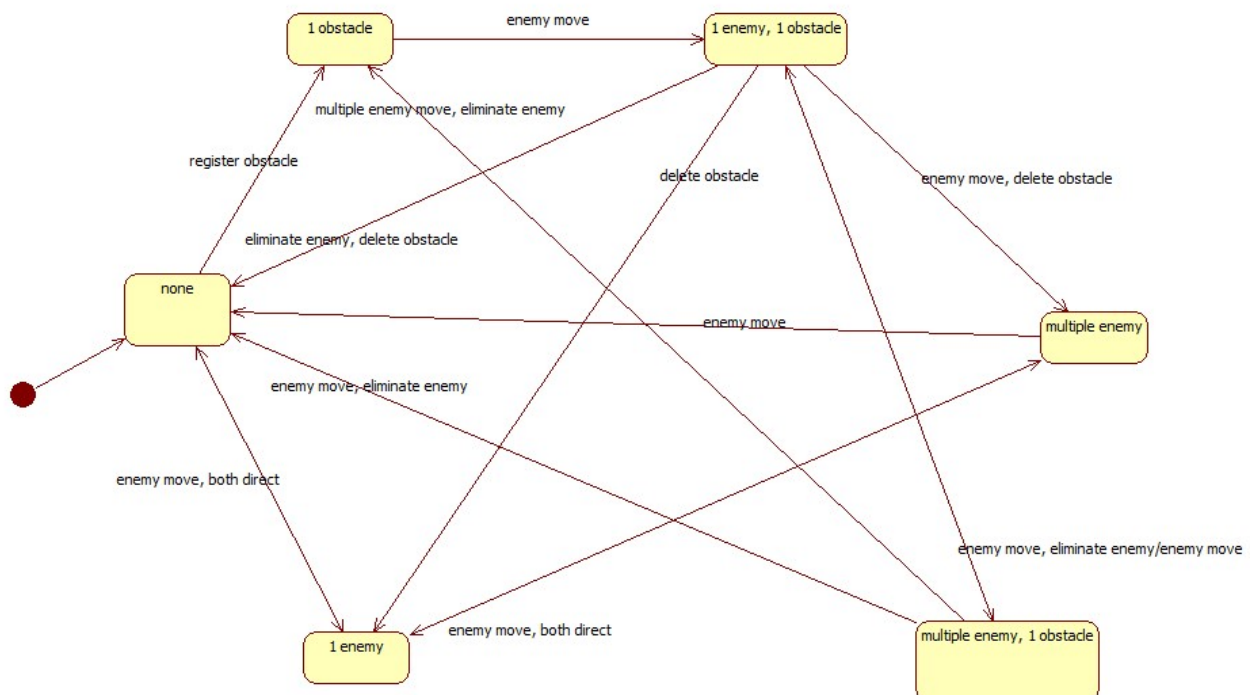 enemy move
1 obstacle
1 enemy, 1 obstacle
multiple enemy move, eliminate enemy
register obstacle
delete obstacle
enemy move, delete obstacle
eliminate enemy, delete obstacle
none
enemy move
multiple enemy
enemy move, eliminate enemy
enemy move, both direct
enemy move, eliminate enemy/enemy move
enemy move, both direct
1 enemy
multiple enemy, 1 obstacle